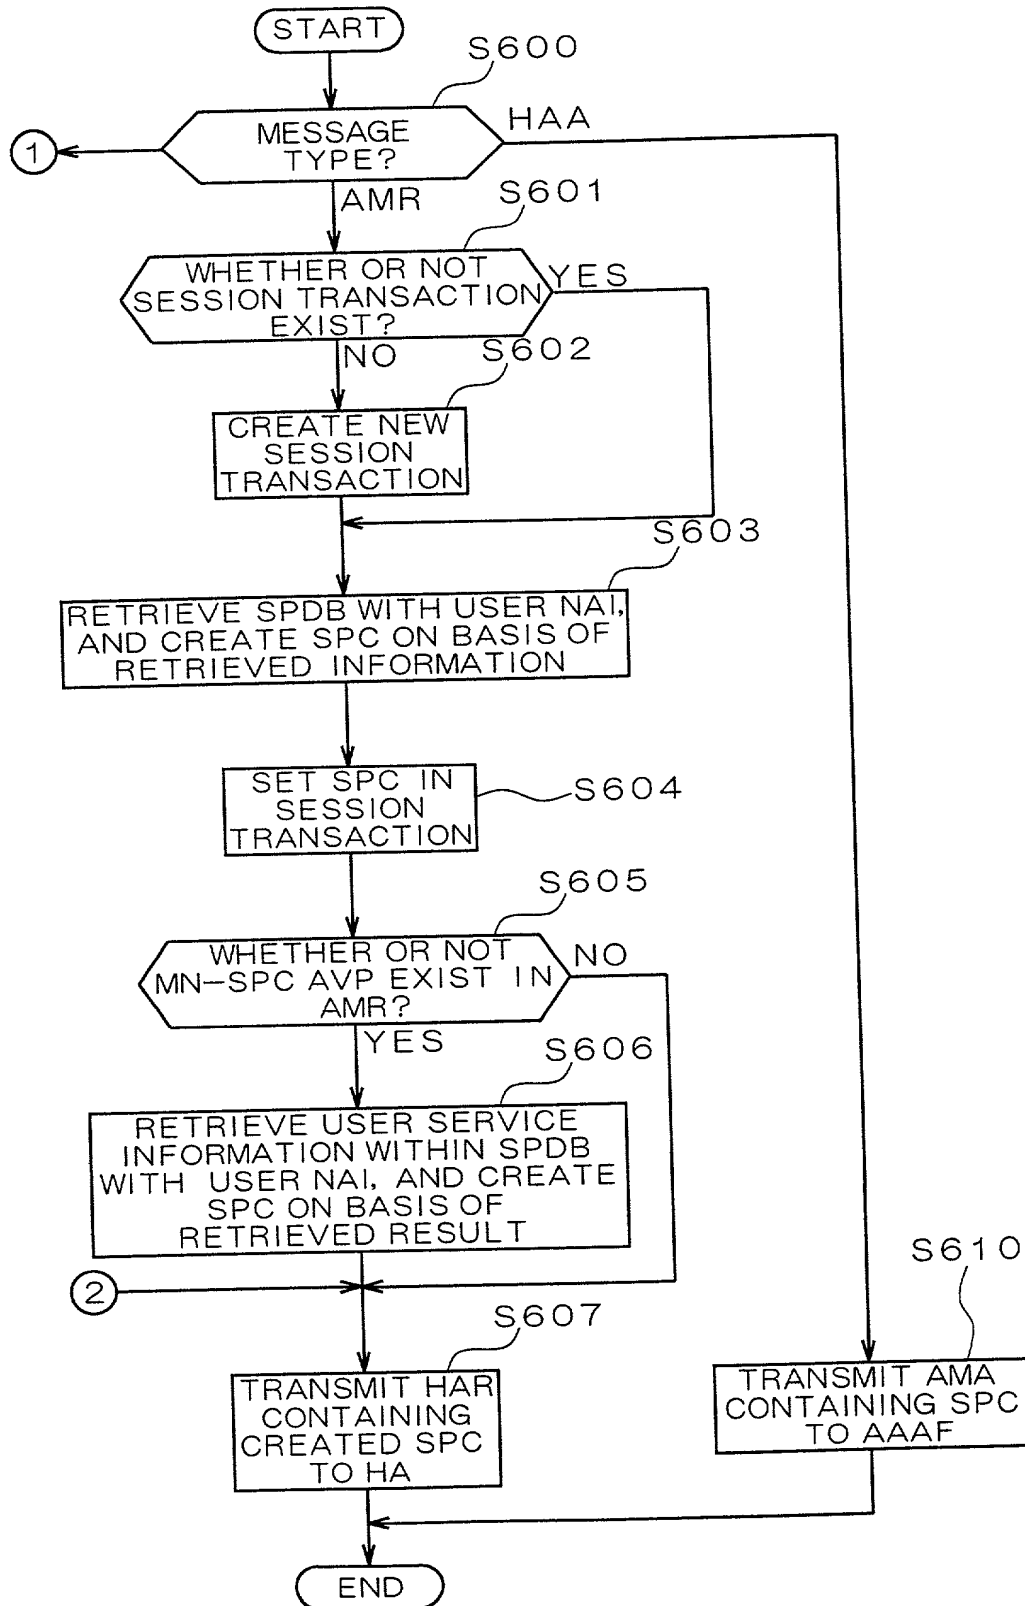 START
S600
MESSAGE
TYPE?
HAA
1
AMR
S601
WHETHER OR NOT
SESSION TRANSACTION
EXIST?
YES
NO
S602
CREATE NEW
SESSION
TRANSACTION
S603
RETRIEVE SPDB WITH USER NAI,
AND CREATE SPC ON BASIS OF
RETRIEVED INFORMATION
SET SPC IN
SESSION
TRANSACTION
S604
S605
WHETHER OR NOT
MN-SPC AVP EXIST IN
AMR?
NO
YES
S606
RETRIEVE USER SERVICE
INFORMATION WITHIN SPDB
WITH USER NAI, AND CREATE
SPC ON BASIS OF
RETRIEVED RESULT
2
S607
TRANSMIT HAR
CONTAINING
CREATED SPC
TO HA
S610
TRANSMIT AMA
CONTAINING SPC
TO AAAF
END